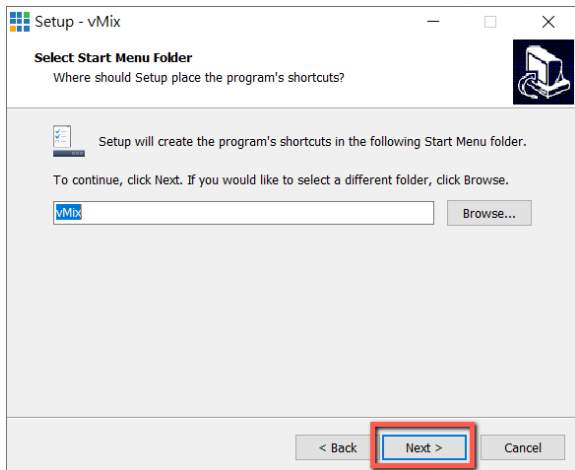 Setup - vMix
Select Start Menu Folder
Where should Setup place the program's shortcuts?
Setup will create the program's shortcuts in the following Start Menu folder.
To continue, click Next. If you would like to select a different folder, click Browse.
vMix
Browse...
< Back
Next >
Cancel